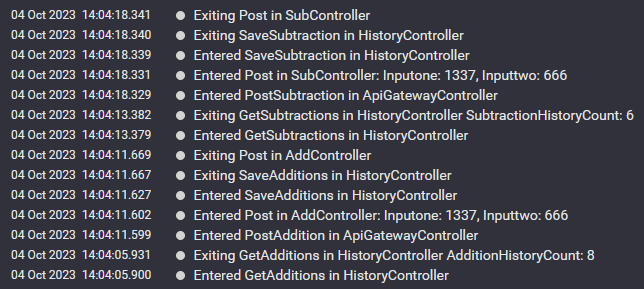 04 Oct 2023 14:04:18.341 Exiting Post in SubController
04 Oct 2023 14:04:18.340 Exiting SaveSubtraction in HistoryController
04 Oct 2023 14:04:18.339 Entered SaveSubtraction in HistoryController
04 Oct 2023 14:04:18.331 Entered Post in SubController: Inputone: 1337, Inputtwo: 666
04 Oct 2023 14:04:18.329 Entered PostSubtraction in ApiGatewayController
04 Oct 2023 14:04:13.382 Exiting GetSubtractions in HistoryController SubtractionHistoryCount: 6
04 Oct 2023 14:04:13.379 Entered GetSubtractions in HistoryController
04 Oct 2023 14:04:11.669 Exiting Post in AddController
04 Oct 2023 14:04:11.667 Exiting SaveAdditions in HistoryController
04 Oct 2023 14:04:11.627 Entered SaveAdditions in HistoryController
04 Oct 2023 14:04:11.602 Entered Post in AddController: Inputone: 1337, Inputtwo: 666
04 Oct 2023 14:04:11.599 Entered PostAddition in ApiGatewayController
04 Oct 2023 14:04:05.931 Exiting GetAdditions in HistoryController AdditionHistoryCount: 8
04 Oct 2023 14:04:05.900 Entered GetAdditions in HistoryController